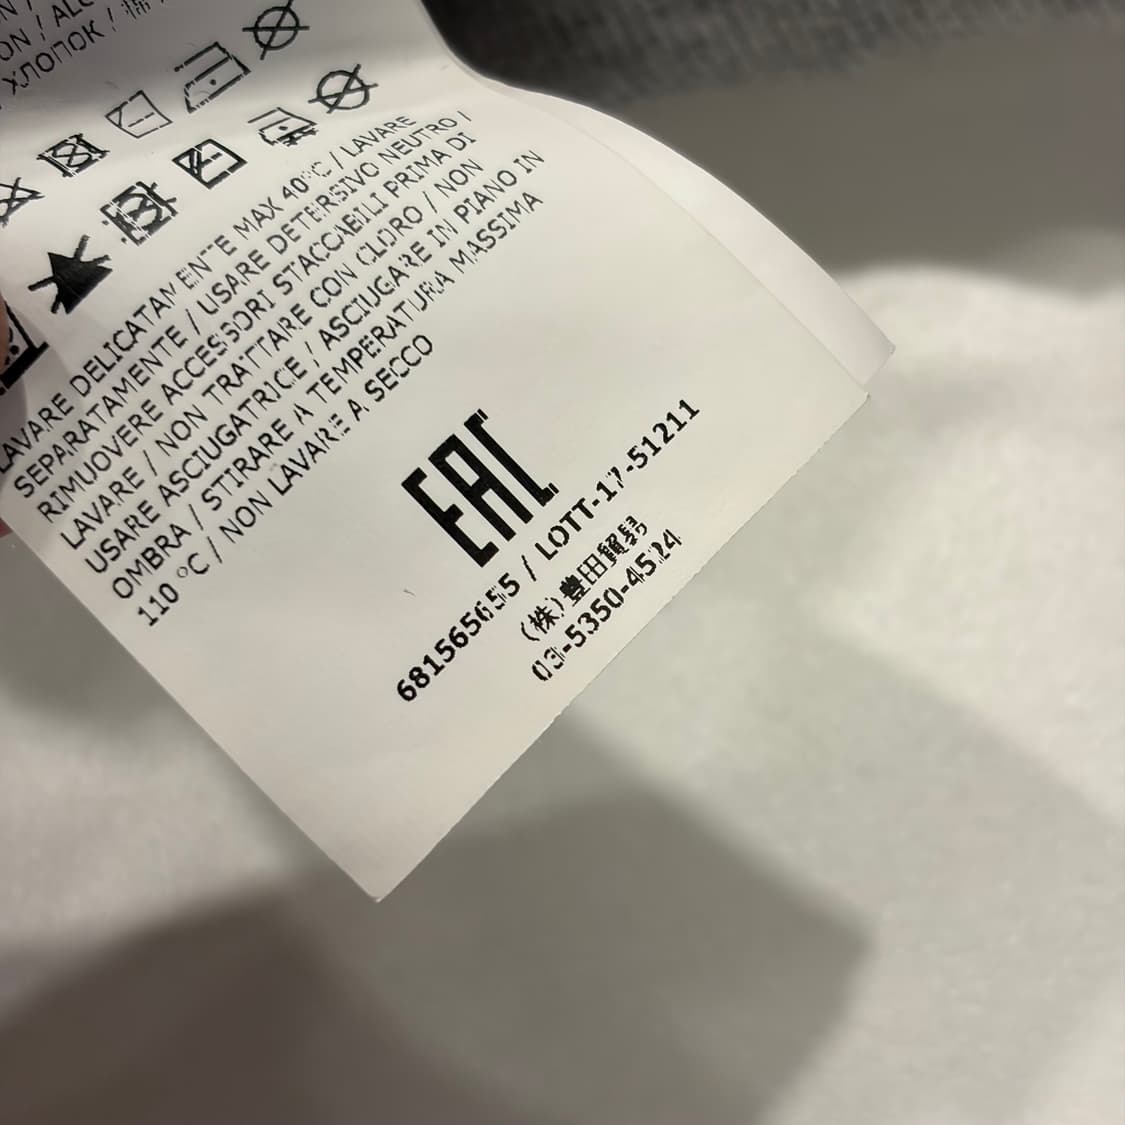 ХЛОПОК /
LAVARE DELICATAMENTE MAX 40°C / LAVARE
SEPARATAMENTE / USARE DETERSIVO NEUTRO /
RIMUOVERE ACCESSORI STACCABILI PRIMA DI
LAVARE / NON TRATTARE CON CLORO / NON
USARE ASCIUGATRICE / ASCIUGARE IN PIANO IN
OMBRA / STIRARE A TEMPERATURA MASSIMA
110 °C / NON LAVARE A SECCO
EAC
681565655 / LOTT-17-51211
(株)豊田貿易
03-5350-4524